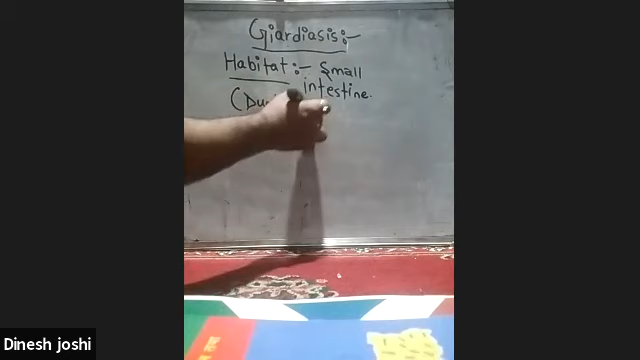 Giardiasis:-
Habitat:- Small
intestine.
Dinesh joshi